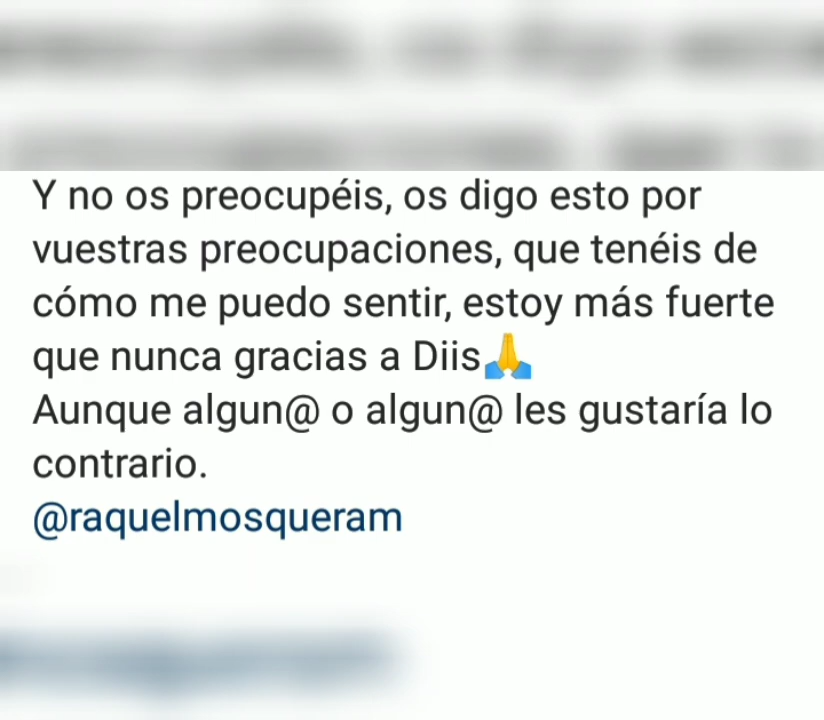 Y no os preocupéis, os digo esto por
vuestras preocupaciones, que tenéis de
cómo me puedo sentir, estoy más fuerte
que nunca gracias a Diis🙏
Aunque algun@ o algun@ les gustaría lo
contrario.
@raquelmosqueram